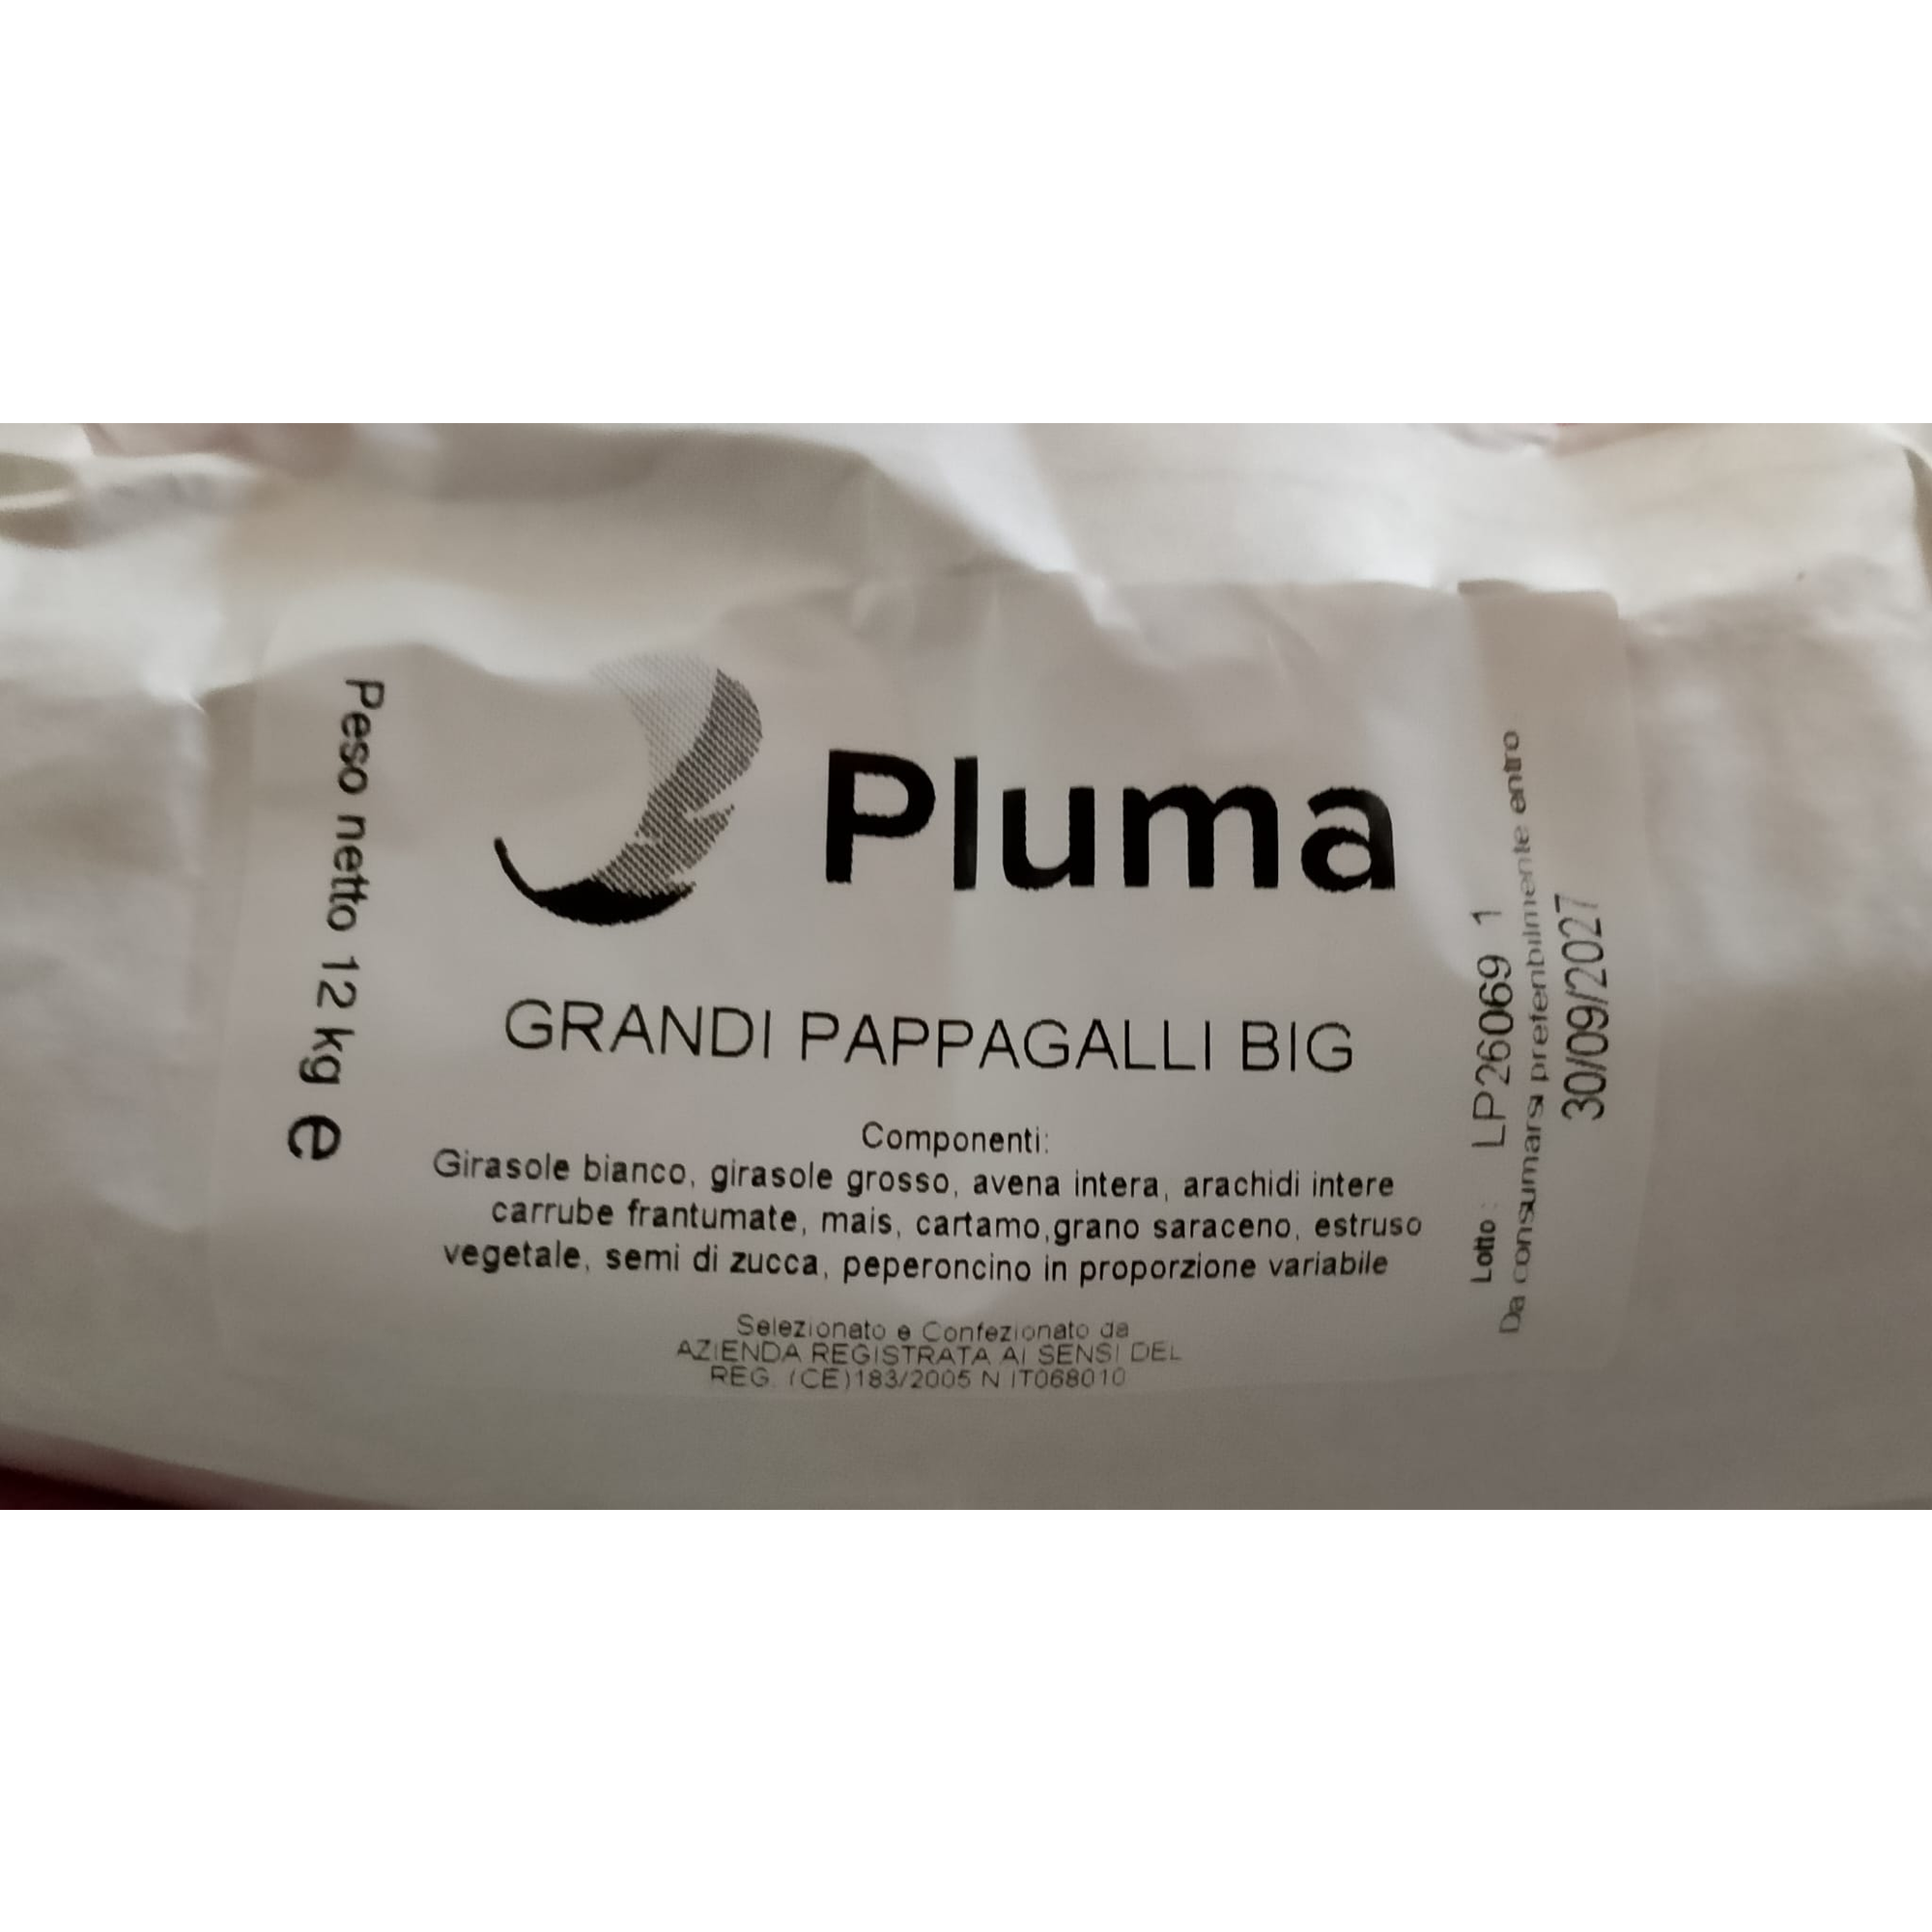 Peso netto 12 kg e
Pluma
GRANDI PAPPAGALLI BIG
Componenti:
Girasole bianco, girasole grosso, avena intera, arachidi intere
carrube frantumate, mais, cartamo,grano saraceno, estruso
vegetale, semi di zucca, peperoncino in proporzione variabile
Selezionato e Confezionato da
AZIENDA REGISTRATA AI SENSI DEL
REG. (CE)183/2005 N IT068010
Lotto : LP26069 1
Da consumarsi preferibilmente entro
30/09/2027